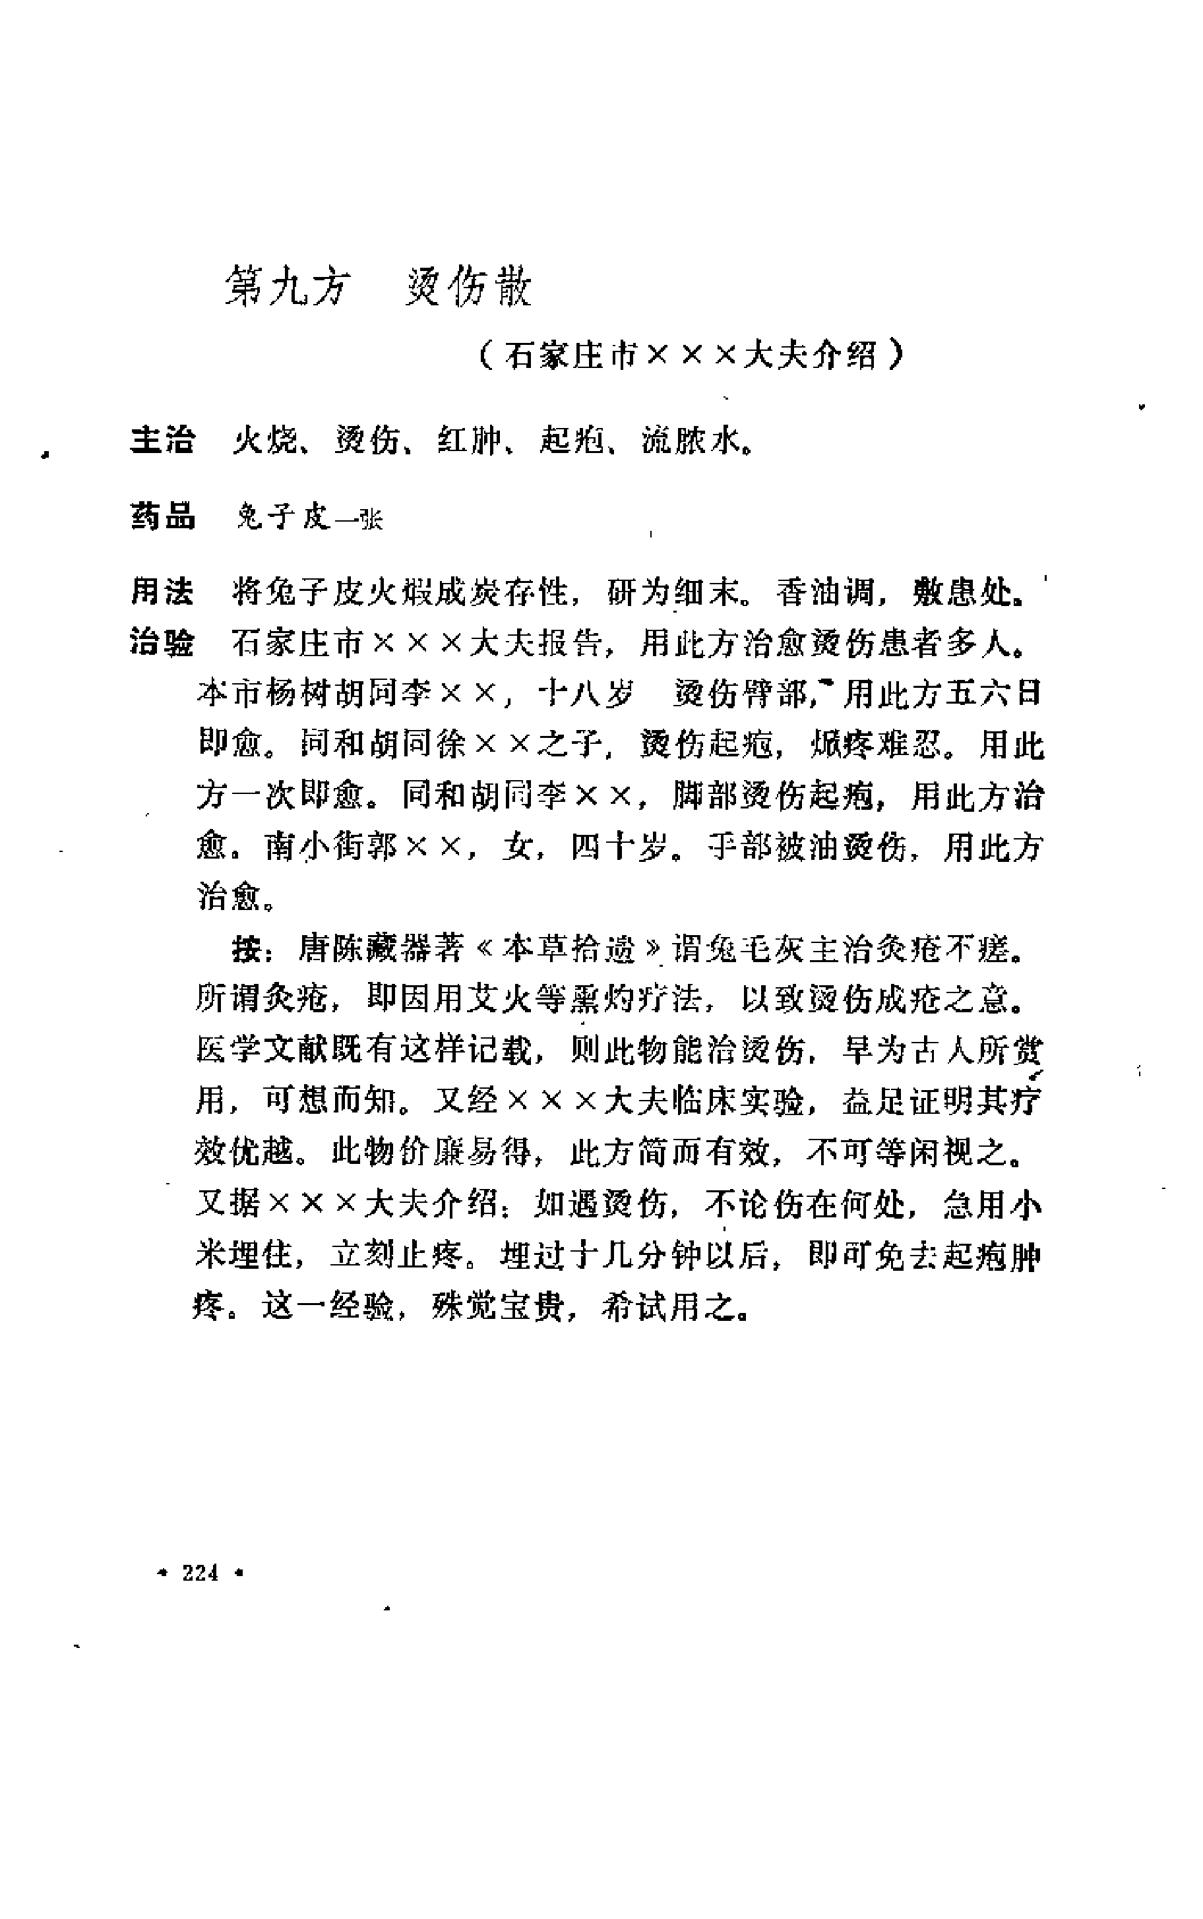 第九方　烫伤散
（石家庄市×××大夫介绍）
主治　火烧、烫伤、红肿、起疱、流脓水。
药品　兔子皮一张
用法　将兔子皮火煅成炭存性，研为细末。香油调，敷患处。
治验　石家庄市×××大夫报告，用此方治愈烫伤患者多人。
本市杨树胡同李××，十八岁　烫伤臂部，用此方五六日
即愈。同和胡同徐××之子，烫伤起疱，焮疼难忍。用此
方一次即愈。同和胡同李××，脚部烫伤起疱，用此方治
愈。南小街郭××，女，四十岁。手部被油烫伤，用此方
治愈。
按：唐陈藏器著《本草拾遗》谓兔毛灰主治灸疮不瘥。
所谓灸疮，即因用艾火等熏灼疗法，以致烫伤成疮之意。
医学文献既有这样记载，则此物能治烫伤，早为古人所赏
用，可想而知。又经×××大夫临床实验，益足证明其疗
效优越。此物价廉易得，此方简而有效，不可等闲视之。
又据×××大夫介绍：如遇烫伤，不论伤在何处，急用小
米埋住，立刻止疼。埋过十几分钟以后，即可免去起疱肿
疼。这一经验，殊觉宝贵，希试用之。
• 224 •